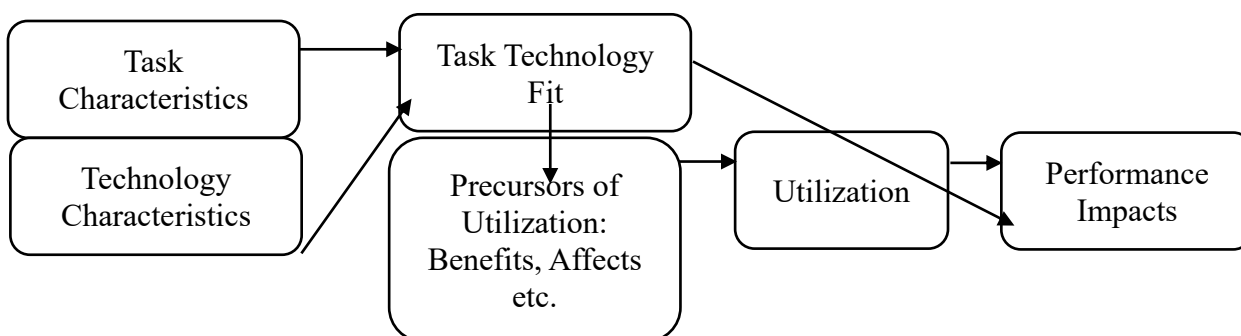 Task
Characteristics
Technology
Characteristics
Task Technology
Fit
Precursors of
Utilization:
Benefits, Affects
etc.
Utilization
Performance
Impacts